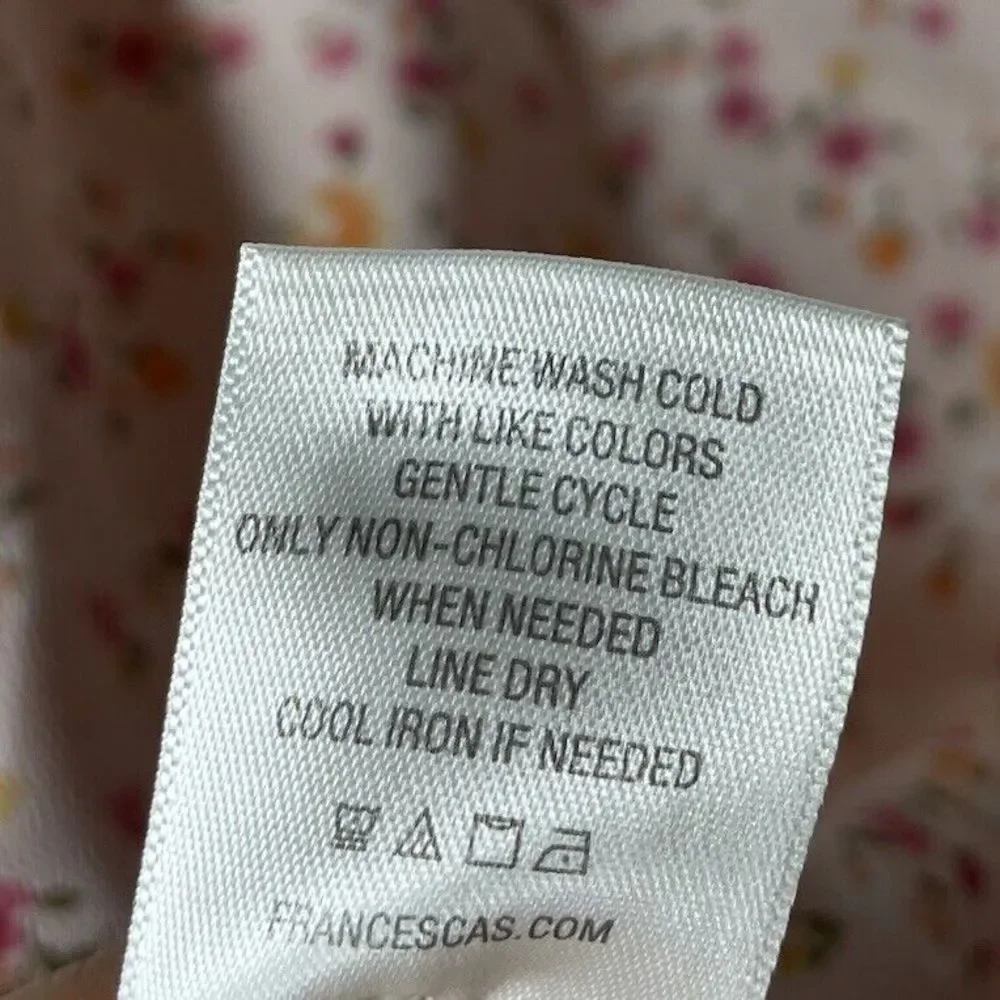 MACHINE WASH COLD
WITH LIKE COLORS
GENTLE CYCLE
ONLY NON-CHLORINE BLEACH
WHEN NEEDED
LINE DRY
COOL IRON IF NEEDED
FRANCESCAS.COM